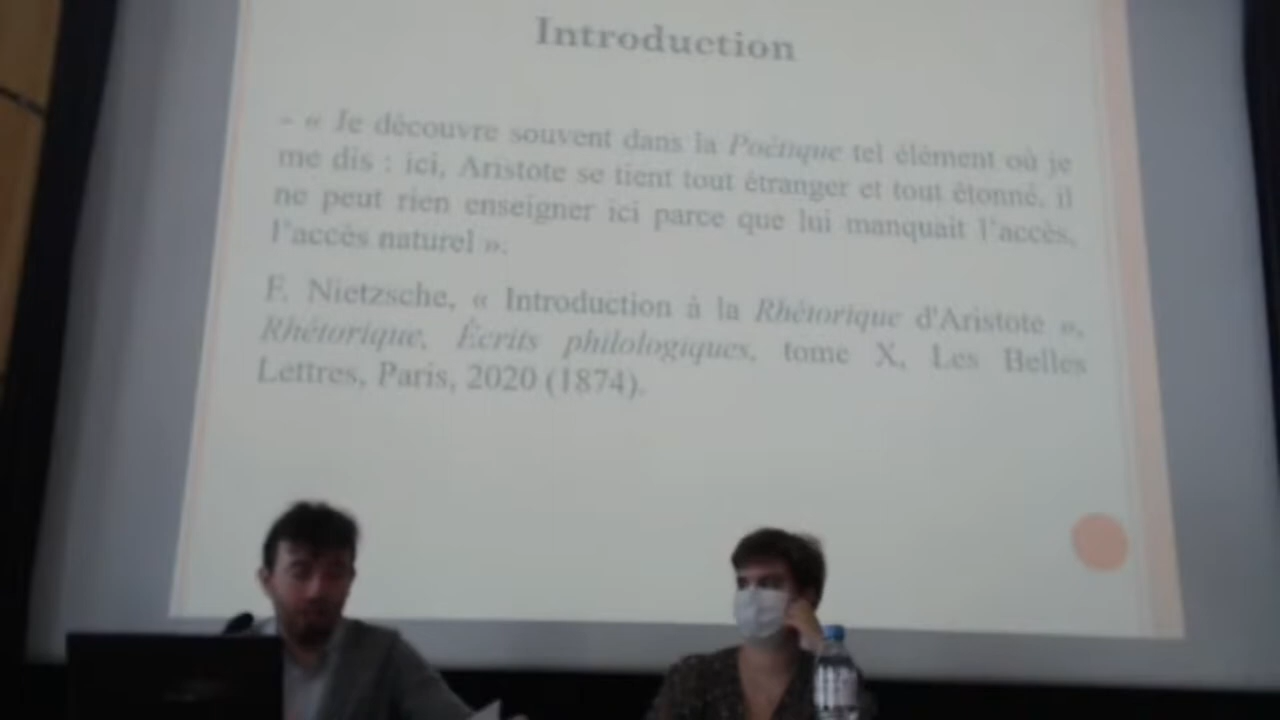 Introduction
- « Je découvre souvent dans la Poétique tel élément où je
me dis : ici, Aristote se tient tout étranger et tout étonné, il
ne peut rien enseigner ici parce que lui manquait l'accès,
l'accès naturel ».
F. Nietzsche, « Introduction à la Rhétorique d'Aristote »,
Rhétorique, Écrits philologiques, tome X, Les Belles
Lettres, Paris, 2020 (1874).